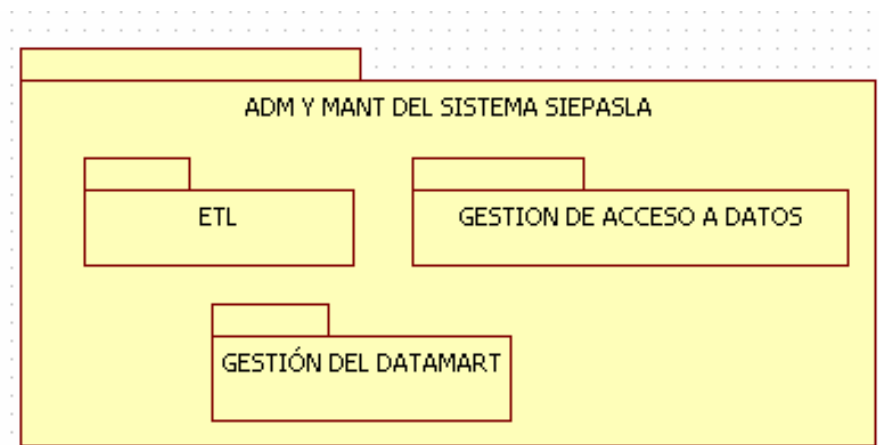 ADM Y MANT DEL SISTEMA SIEPASLA
ETL
GESTION DE ACCESO A DATOS
GESTIÓN DEL DATAMART